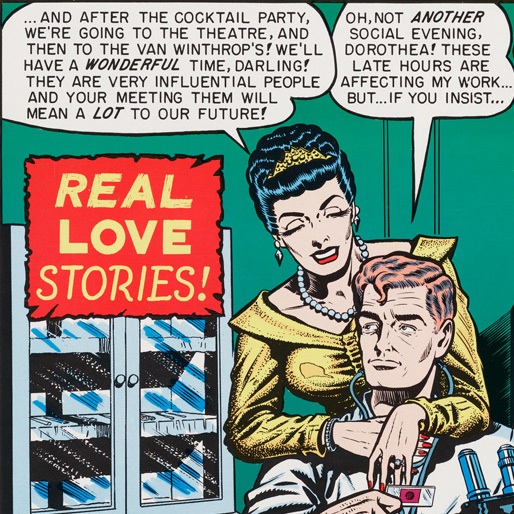 ...AND AFTER THE COCKTAIL PARTY,
WE'RE GOING TO THE THEATRE, AND
THEN TO THE VAN WINTHROP'S! WE'LL
HAVE A WONDERFUL TIME, DARLING!
THEY ARE VERY INFLUENTIAL PEOPLE
AND YOUR MEETING THEM WILL
MEAN A LOT TO OUR FUTURE!
OH, NOT ANOTHER
SOCIAL EVENING,
DOROTHEA! THESE
LATE HOURS ARE
AFFECTING MY WORK...
BUT...IF YOU INSIST...
REAL
LOVE
STORIES!